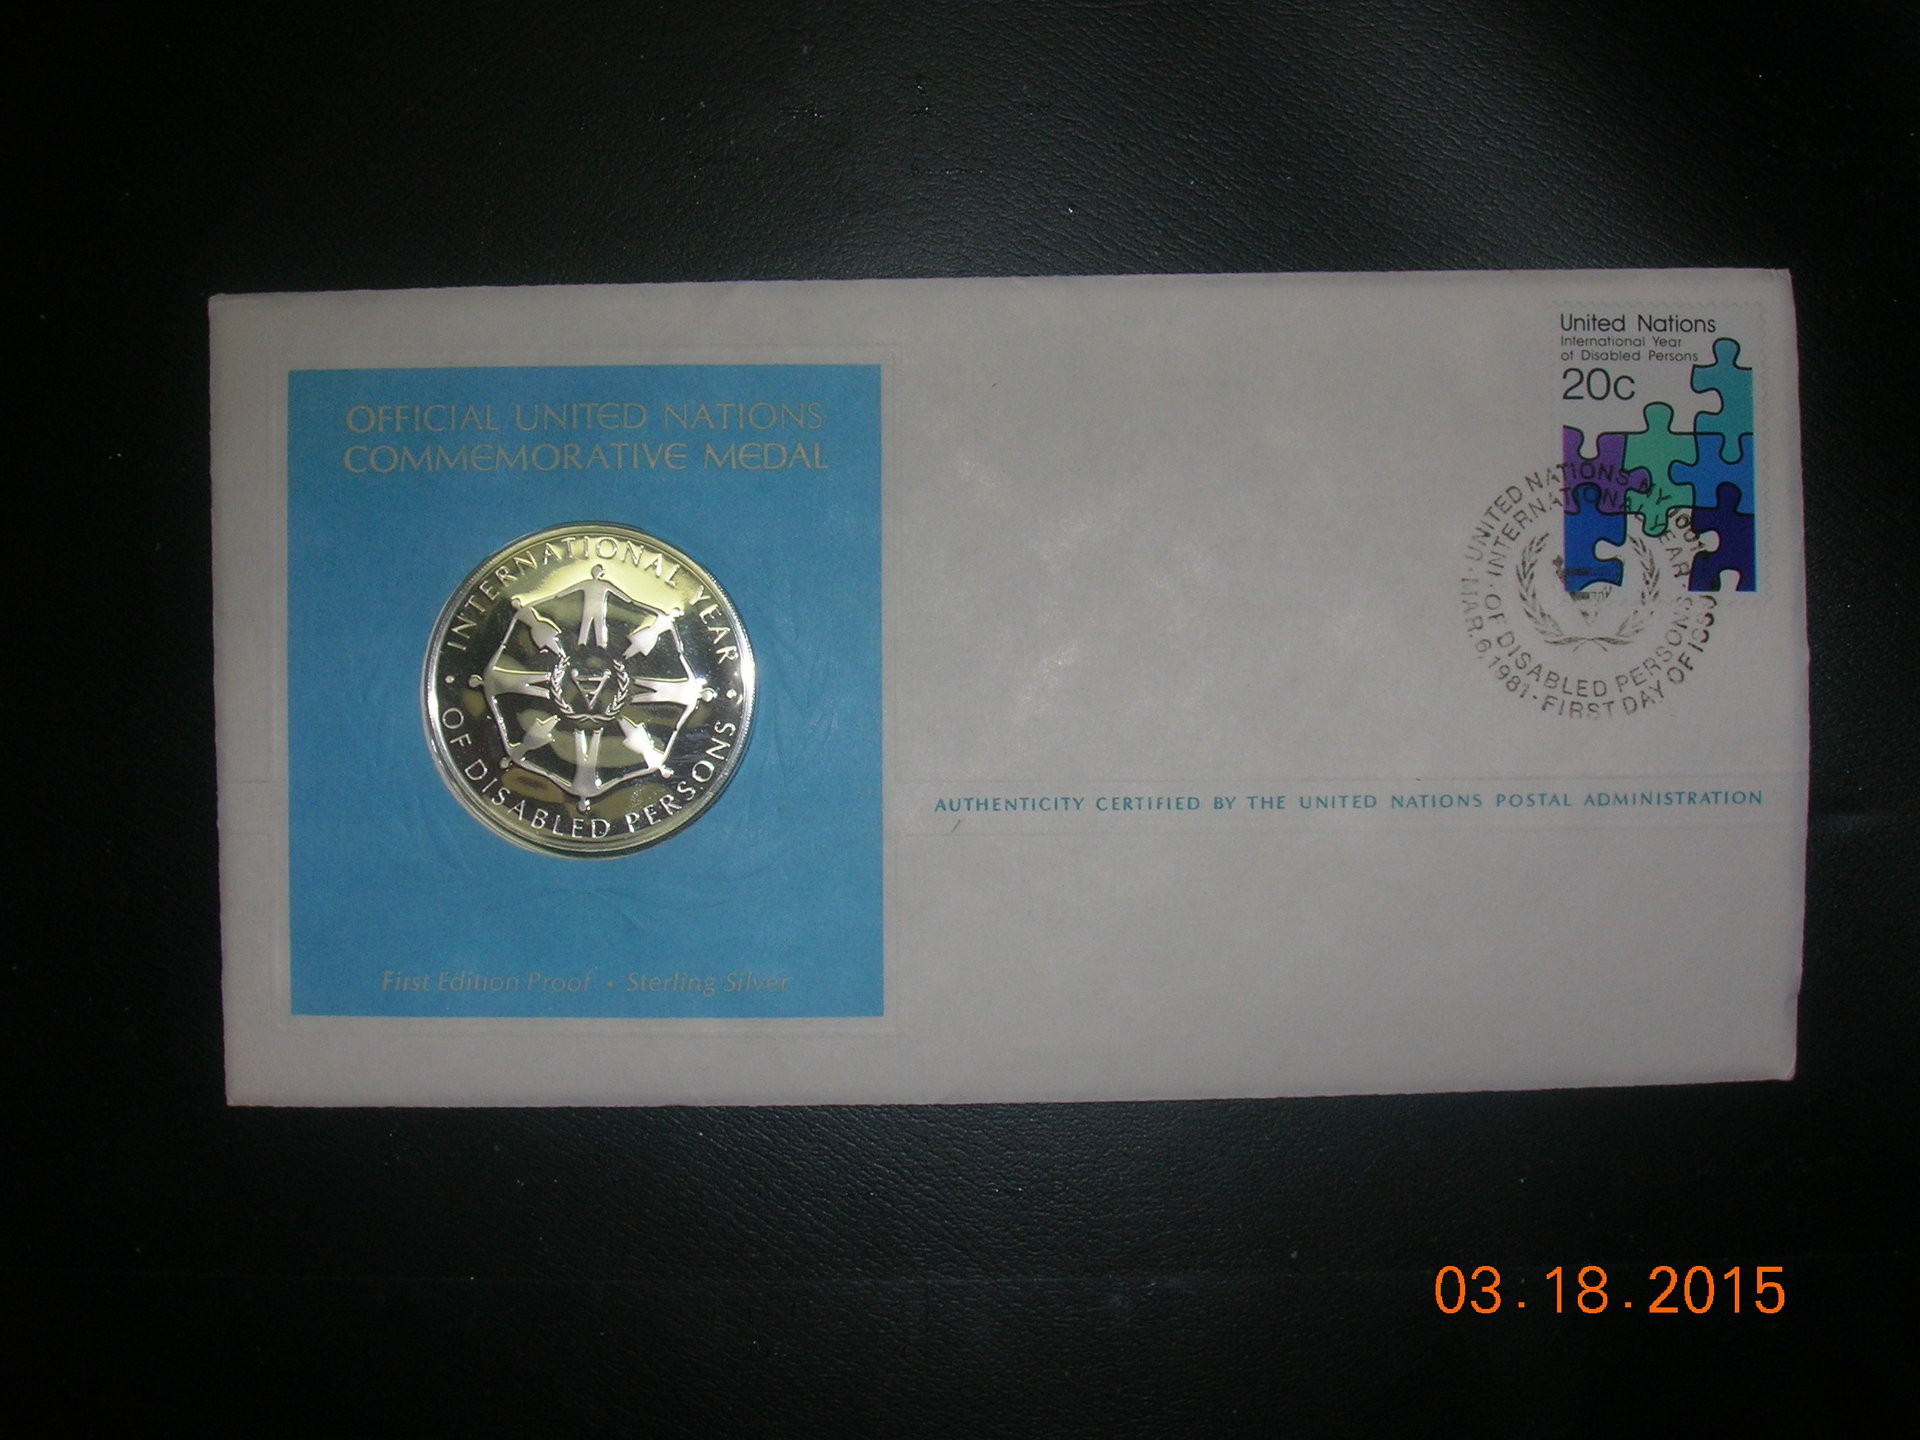 OFFICIAL UNITED NATIONS
COMMEMORATIVE MEDAL
INTERNATIONAL YEAR
• OF DISABLED PERSONS •
First Edition Proof • Sterling Silver
United Nations
International Year
of Disabled Persons
20c
UNITED NATIONS, NY
INTERNATIONAL YEAR
OF DISABLED PERSONS
MAR. 6, 1981 · FIRST DAY OF ISSUE
AUTHENTICITY CERTIFIED BY THE UNITED NATIONS POSTAL ADMINISTRATION
03.18.2015